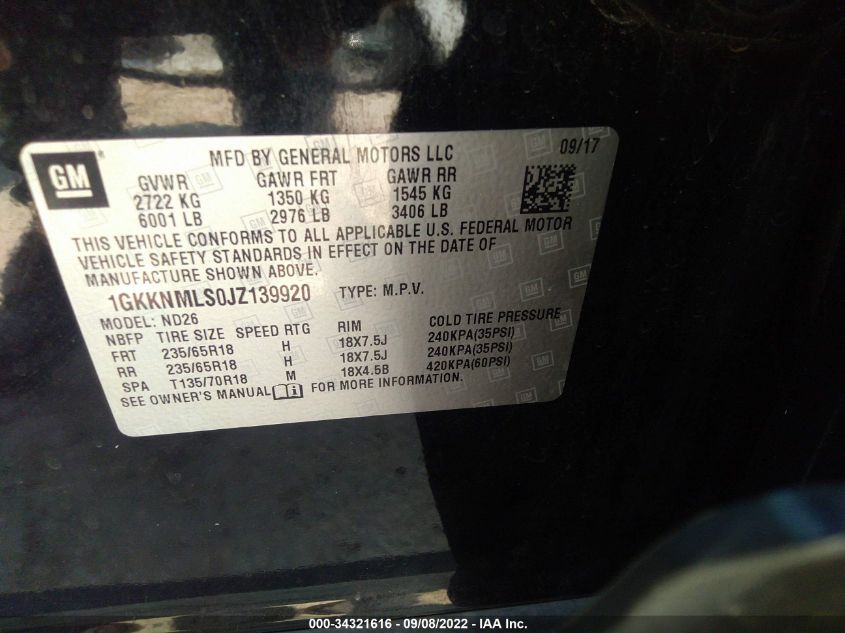 GM
MFD BY GENERAL MOTORS LLC 09/17
GVWR GAWR FRT GAWR RR
2722 KG 1350 KG 1545 KG
6001 LB 2976 LB 3406 LB
THIS VEHICLE CONFORMS TO ALL APPLICABLE U.S. FEDERAL MOTOR
VEHICLE SAFETY STANDARDS IN EFFECT ON THE DATE OF
MANUFACTURE SHOWN ABOVE.
1GKKNMLS0JZ139920 TYPE: M.P.V.
MODEL: ND26
NBFP TIRE SIZE SPEED RTG RIM COLD TIRE PRESSURE
FRT 235/65R18 H 18X7.5J 240KPA(35PSI)
RR 235/65R18 H 18X7.5J 240KPA(35PSI)
SPA T135/70R18 M 18X4.5B 420KPA(60PSI)
SEE OWNER'S MANUAL FOR MORE INFORMATION.
000-34321616 - 09/08/2022 - IAA Inc.